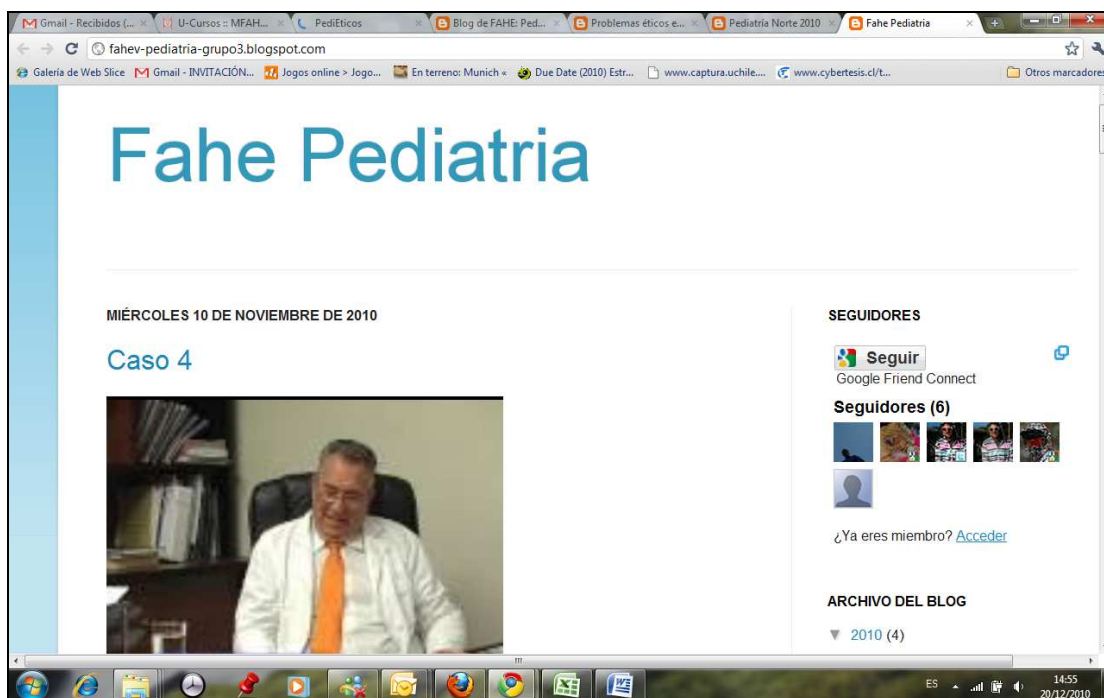 Gmail - Recibidos (...
U-Cursos :: MFAH...
PediEticos
Blog de FAHE: Ped...
Problemas éticos e...
Pediatría Norte 2010
Fahe Pediatria
fahev-pediatria-grupo3.blogspot.com
Galería de Web Slice
Gmail - INVITACIÓN...
Jogos online > Jogo...
En terreno: Munich «
Due Date (2010) Estr...
www.captura.uchile....
www.cybertesis.cl/t...
Otros marcadores
Fahe Pediatria
MIÉRCOLES 10 DE NOVIEMBRE DE 2010
Caso 4
SEGUIDORES
Seguir
Google Friend Connect
Seguidores (6)
¿Ya eres miembro? Acceder
ARCHIVO DEL BLOG
▼ 2010 (4)
ES
14:55
20/12/2010